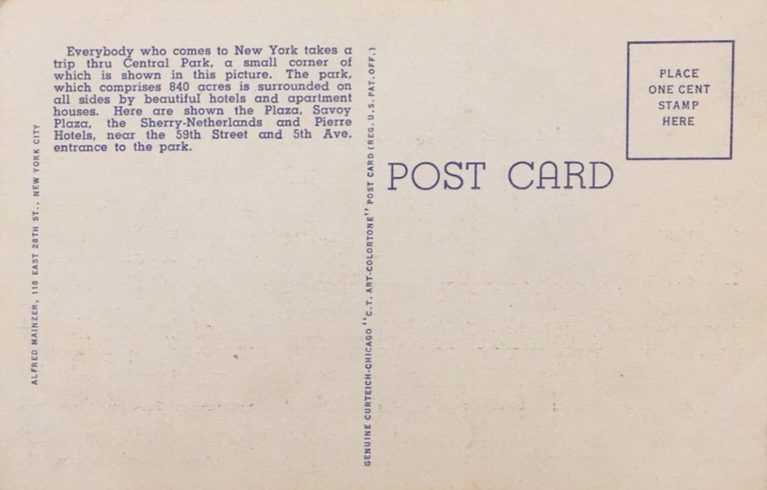 Everybody who comes to New York takes a
trip thru Central Park, a small corner of
which is shown in this picture. The park,
which comprises 840 acres is surrounded on
all sides by beautiful hotels and apartment
houses. Here are shown the Plaza, Savoy
Plaza, the Sherry-Netherlands and Pierre
Hotels, near the 59th Street and 5th Ave.
entrance to the park.
ALFRED MAINZER, 118 EAST 28TH ST., NEW YORK CITY
GENUINE CURTEICH-CHICAGO "C.T. ART-COLORTONE" POST CARD (REG. U.S. PAT. OFF.)
POST CARD
PLACE
ONE CENT
STAMP
HERE